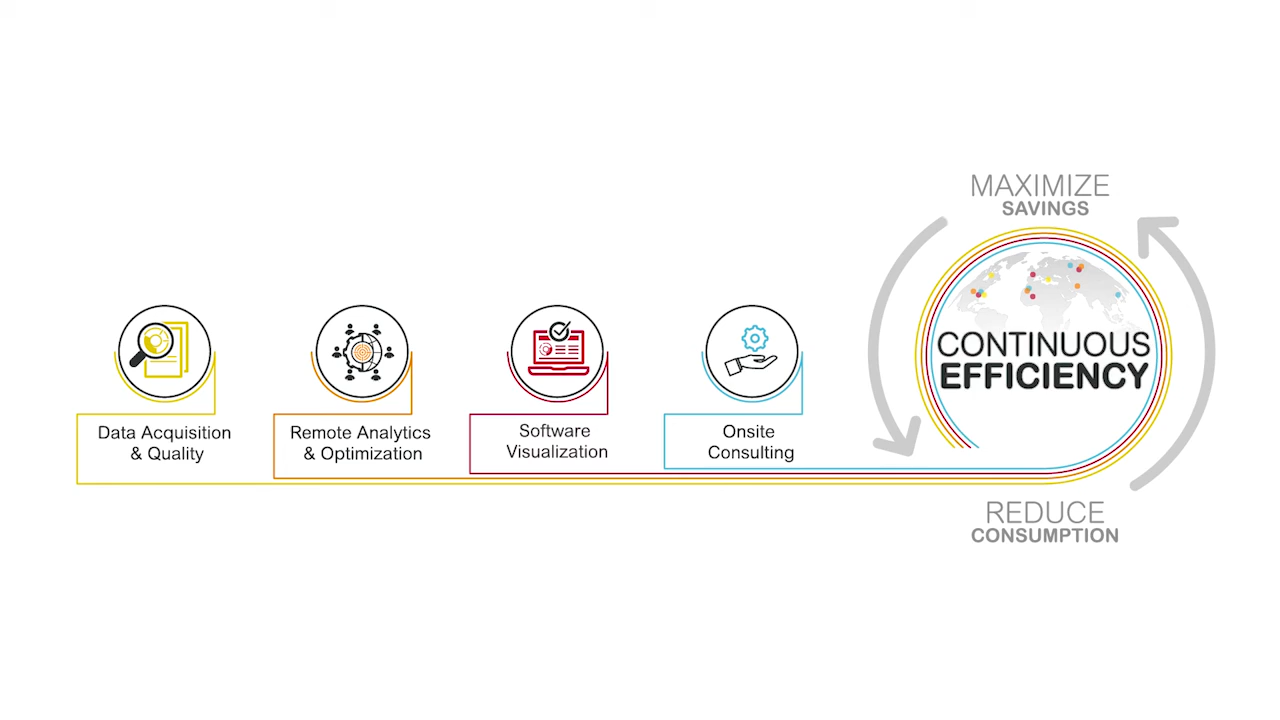 MAXIMIZE
SAVINGS
CONTINUOUS
EFFICIENCY
Data Acquisition
& Quality
Remote Analytics
& Optimization
Software
Visualization
Onsite
Consulting
REDUCE
CONSUMPTION